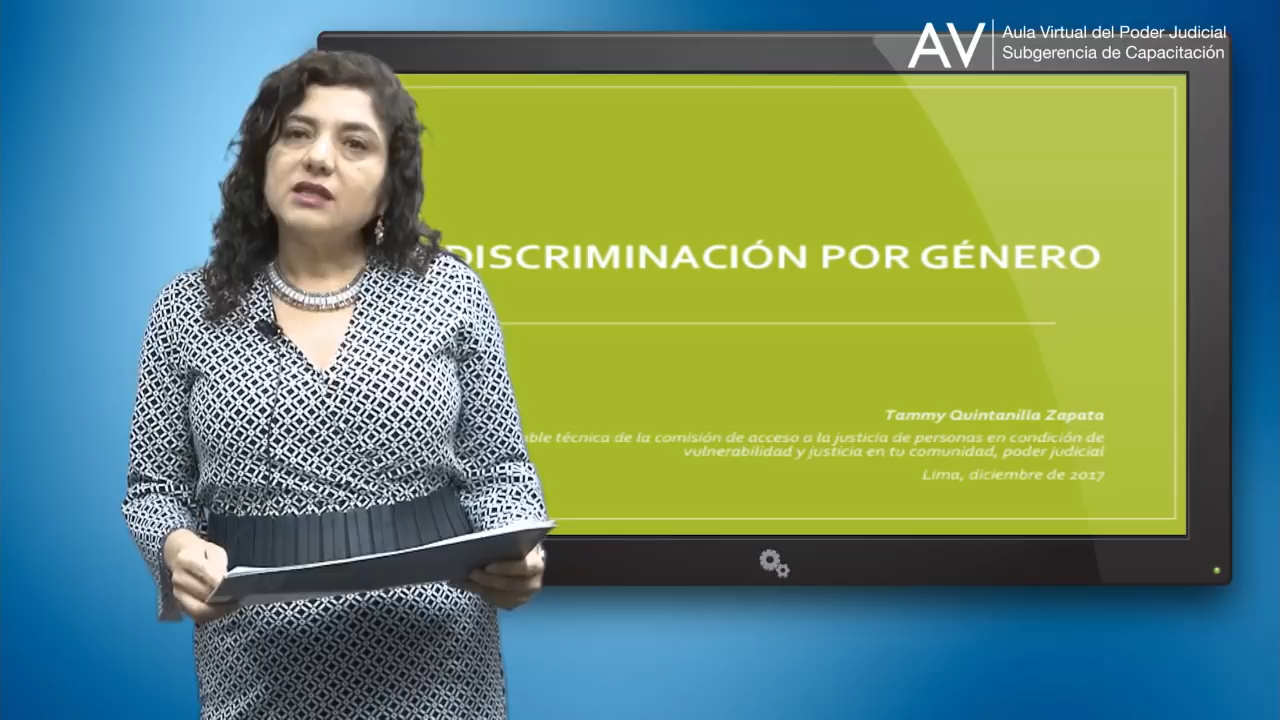 AV
Aula Virtual del Poder Judicial
Subgerencia de Capacitación
DISCRIMINACIÓN POR GÉNERO
Tammy Quintanilla Zapata
técnica de la comisión de acceso a la justicia de personas en condición de
vulnerabilidad y justicia en tu comunidad, poder judicial
Lima, diciembre de 2017